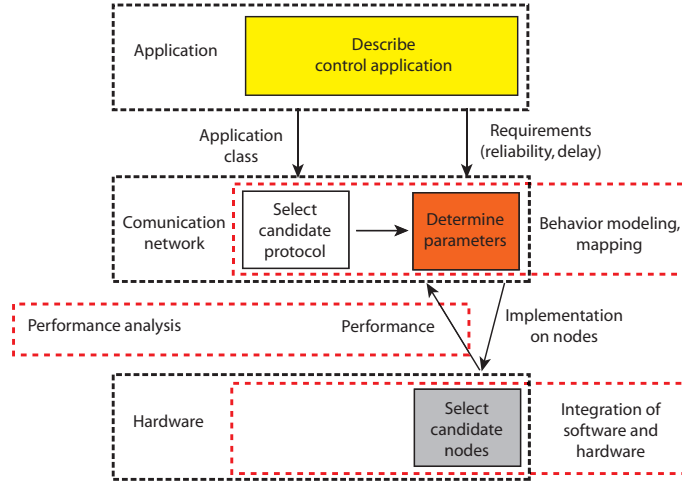 Application
Describe
control application
Application
class
Requirements
(reliability, delay)
Comunication
network
Select
candidate
protocol
Determine
parameters
Behavior modeling,
mapping
Performance analysis
Performance
Implementation
on nodes
Hardware
Select
candidate
nodes
Integration of
software and
hardware